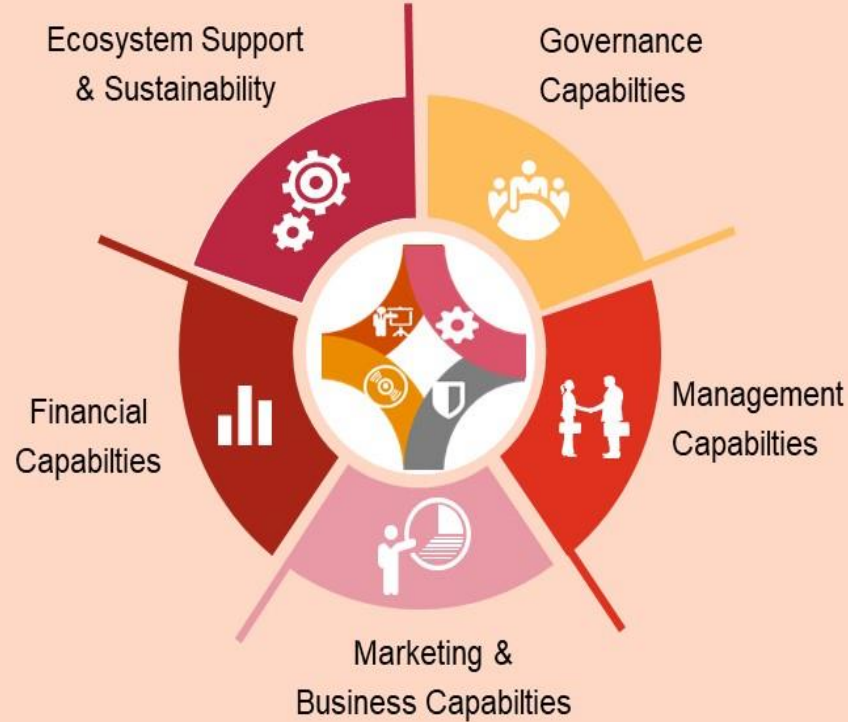 Ecosystem Support
& Sustainability
Governance
Capabilties
Financial
Capabilties
Management
Capabilties
Marketing &
Business Capabilties